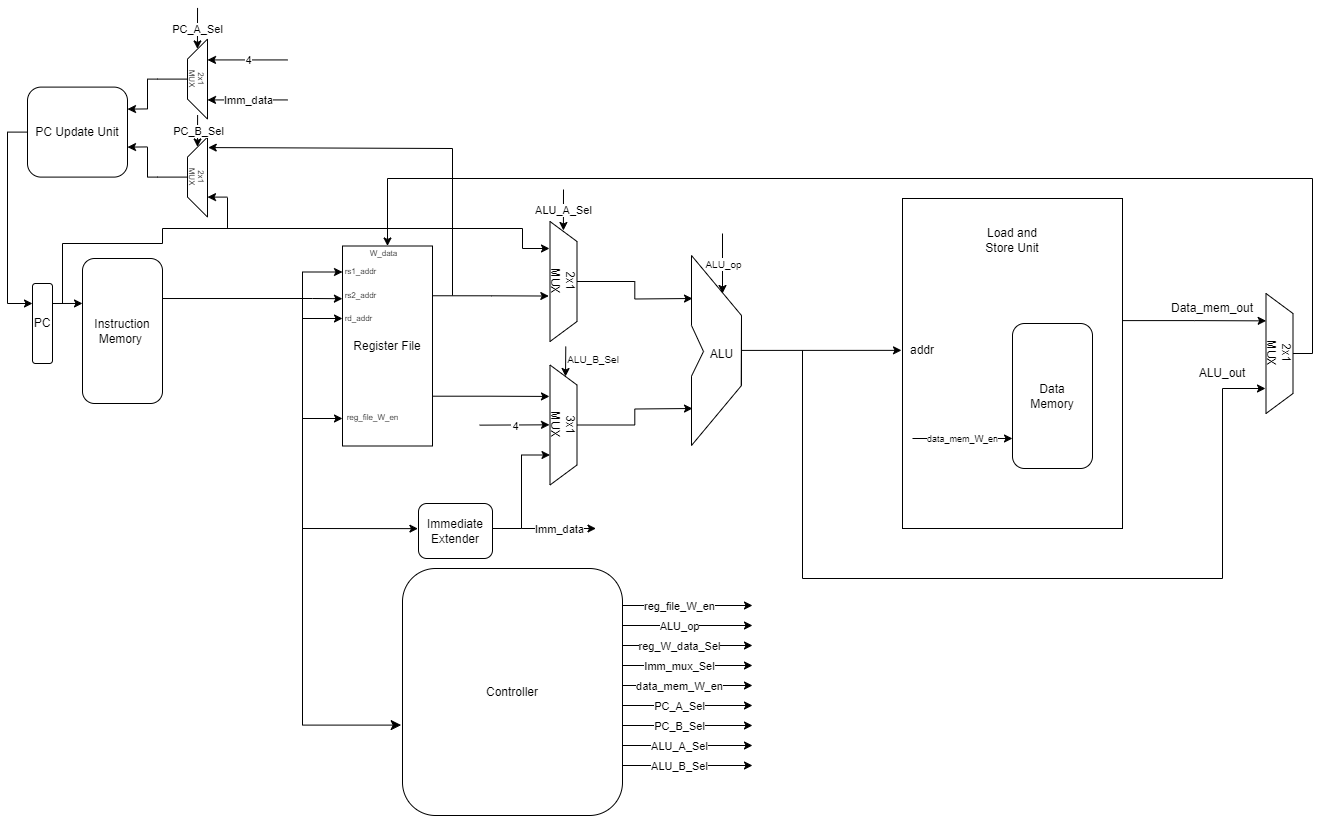 PC_A_Sel
2x1
MUX
4
Imm_data
PC Update Unit
PC_B_Sel
2x1
MUX
ALU_A_Sel
2x1
MUX
W_data
rs1_addr
rs2_addr
rd_addr
Register File
reg_file_W_en
PC
Instruction
Memory
ALU_B_Sel
3x1
MUX
4
ALU_op
ALU
Load and
Store Unit
addr
Data
Memory
data_mem_W_en
Data_mem_out
ALU_out
2x1
MUX
Immediate
Extender
Imm_data
Controller
reg_file_W_en
ALU_op
reg_W_data_Sel
Imm_mux_Sel
data_mem_W_en
PC_A_Sel
PC_B_Sel
ALU_A_Sel
ALU_B_Sel